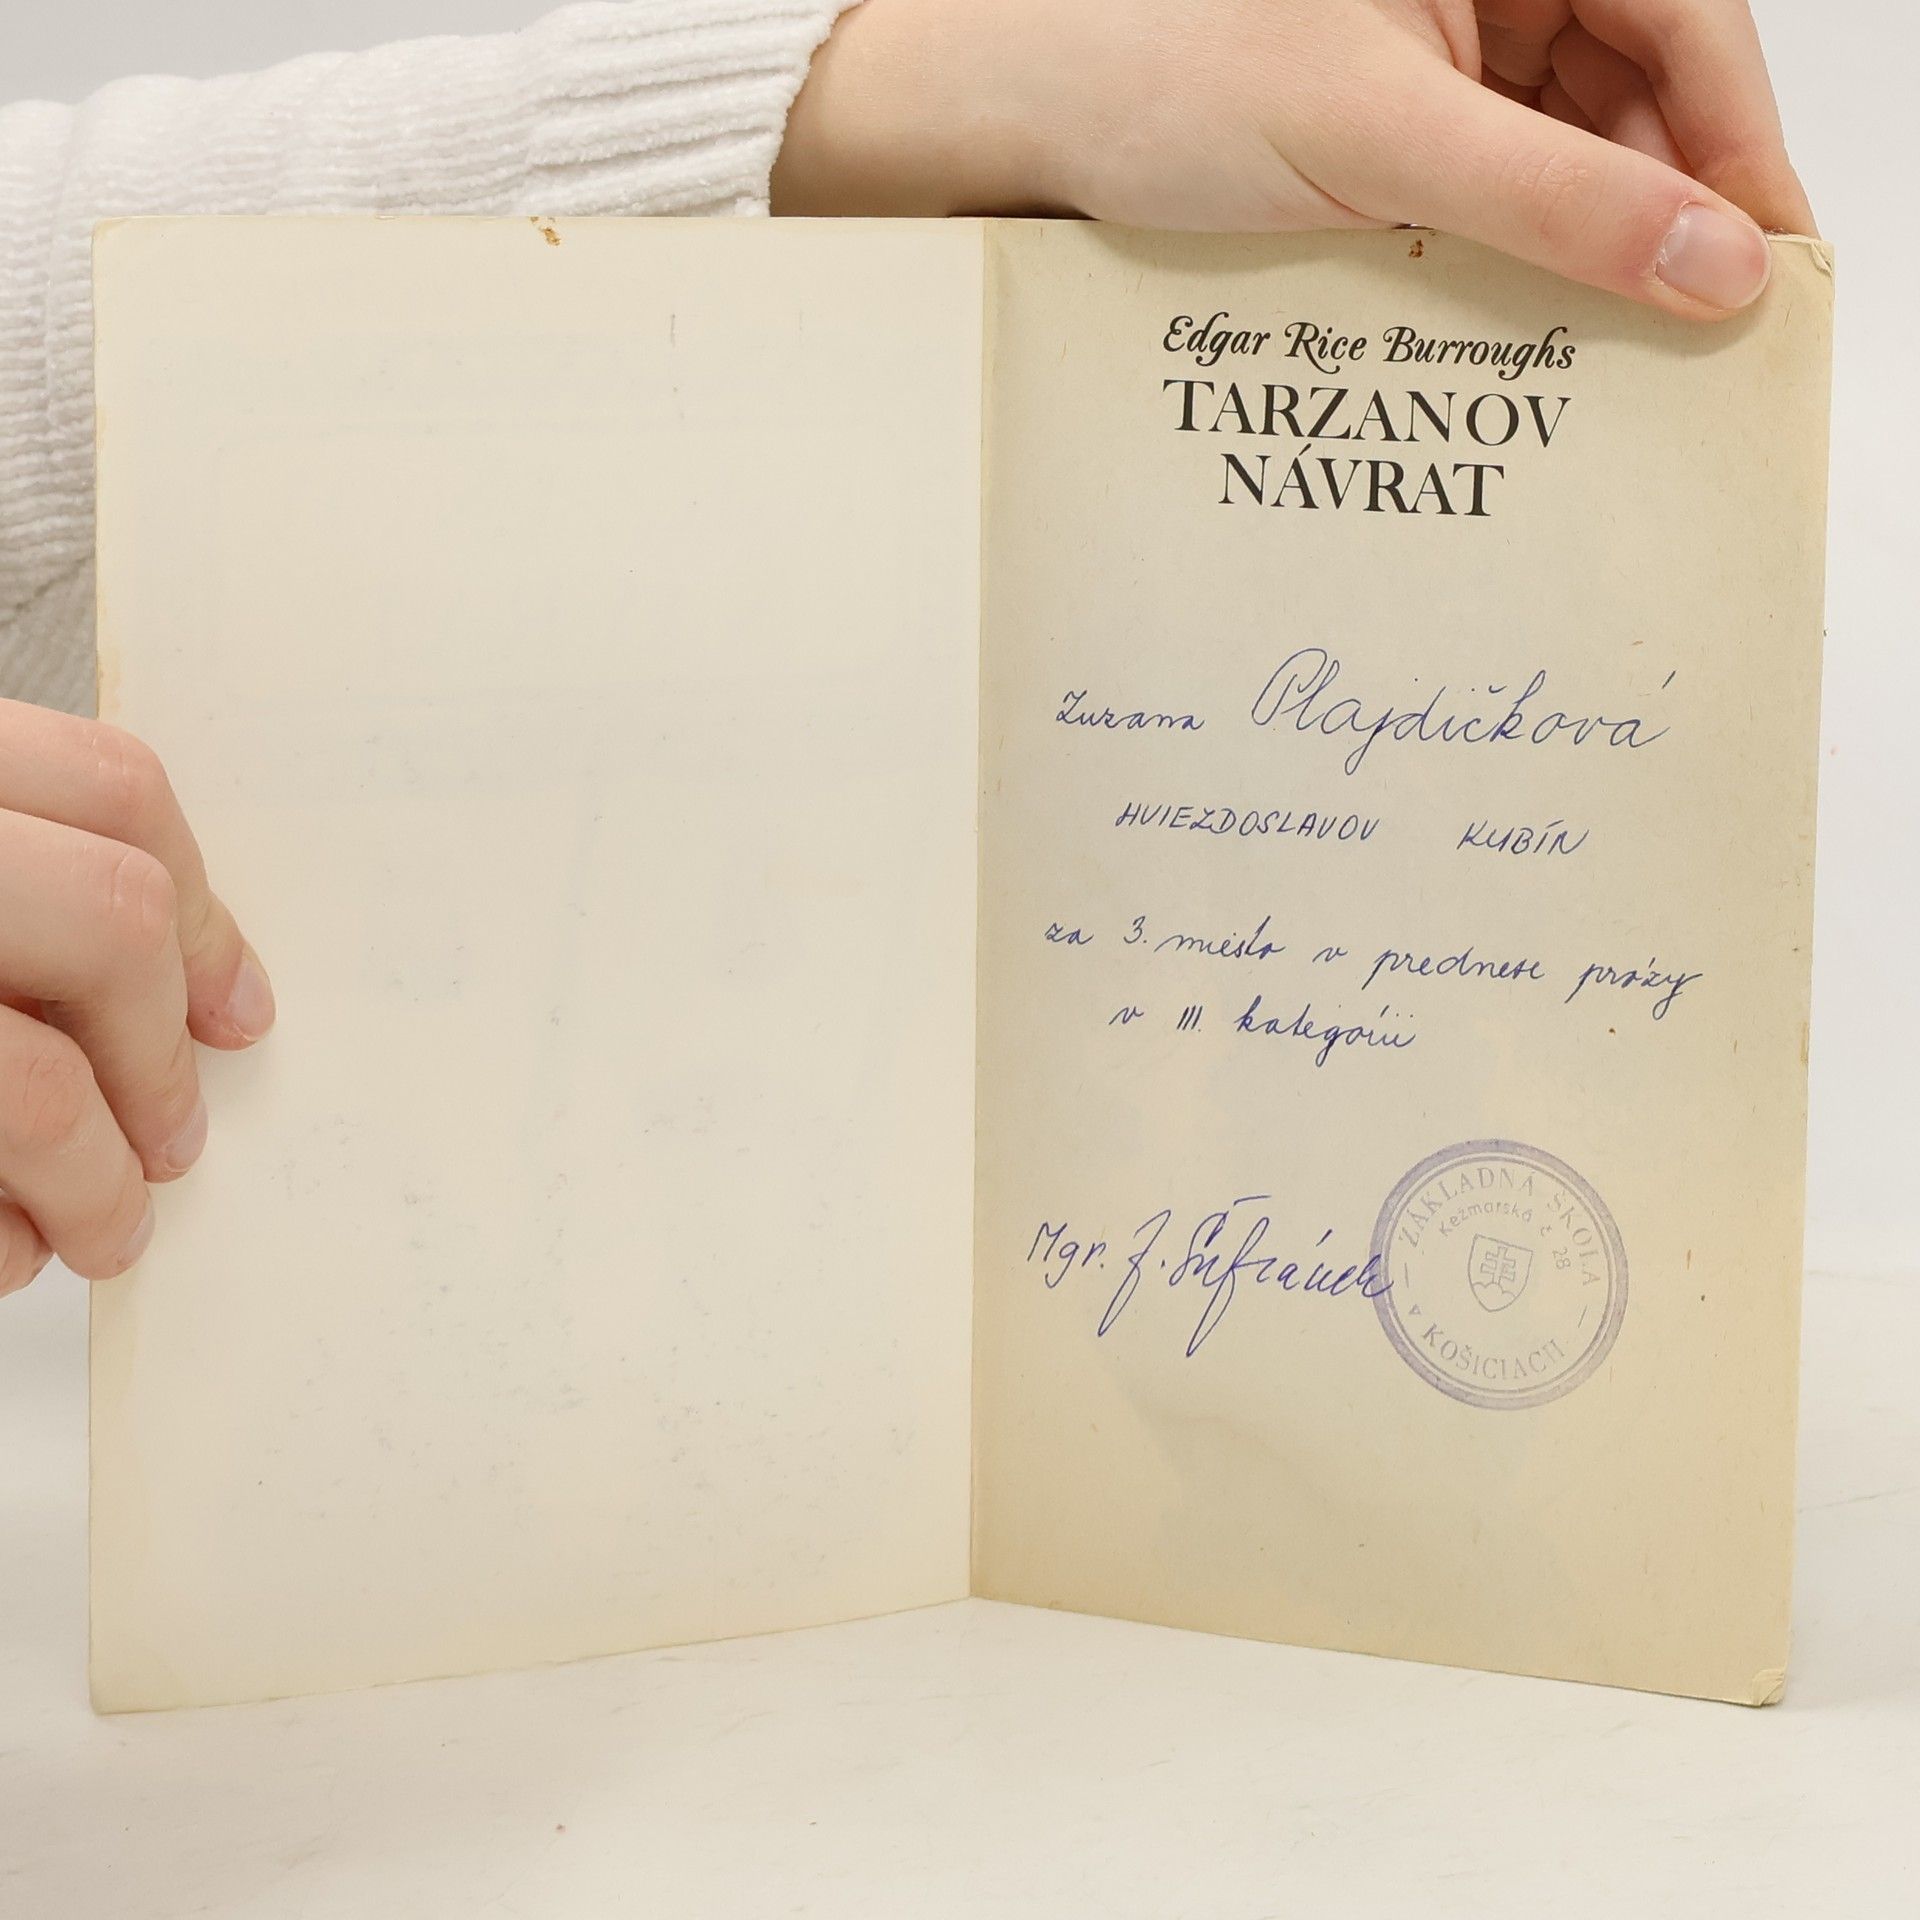 Edgar Rice Burroughs
TARZANOV
NÁVRAT
Zuzana Plajdičková
HVIEZDOSLAVOV KUBÍN
za 3. miesto v prednese prózy
v III. kategórii
Mgr. J.
ZÁKLADNÁ ŠKOLA
Kežmarská č. 28
V KOŠICIACH